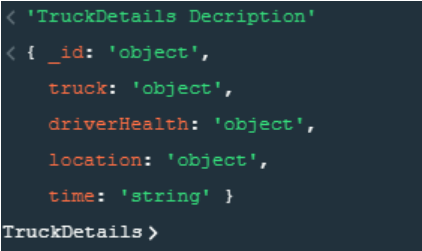 < 'TruckDetails Decription'
< { _id: 'object',
truck: 'object',
driverHealth: 'object',
location: 'object',
time: 'string' }
TruckDetails>